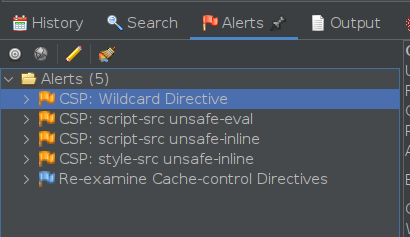 History Search Alerts Output
Alerts (5)
CSP: Wildcard Directive
CSP: script-src unsafe-eval
CSP: script-src unsafe-inline
CSP: style-src unsafe-inline
Re-examine Cache-control Directives